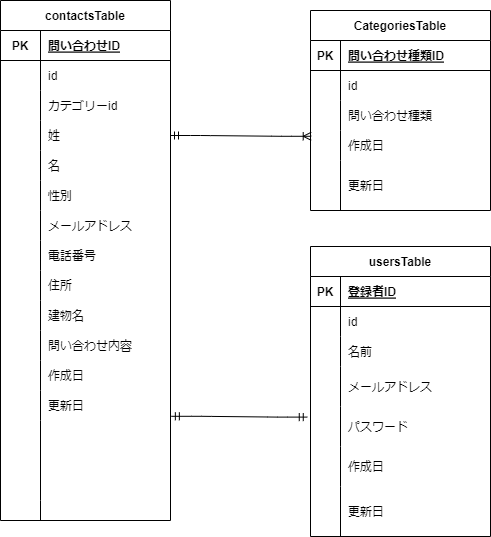 contactsTable
PK 問い合わせID
id
カテゴリーid
姓
名
性別
メールアドレス
電話番号
住所
建物名
問い合わせ内容
作成日
更新日
CategoriesTable
PK 問い合わせ種類ID
id
問い合わせ種類
作成日
更新日
usersTable
PK 登録者ID
id
名前
メールアドレス
パスワード
作成日
更新日